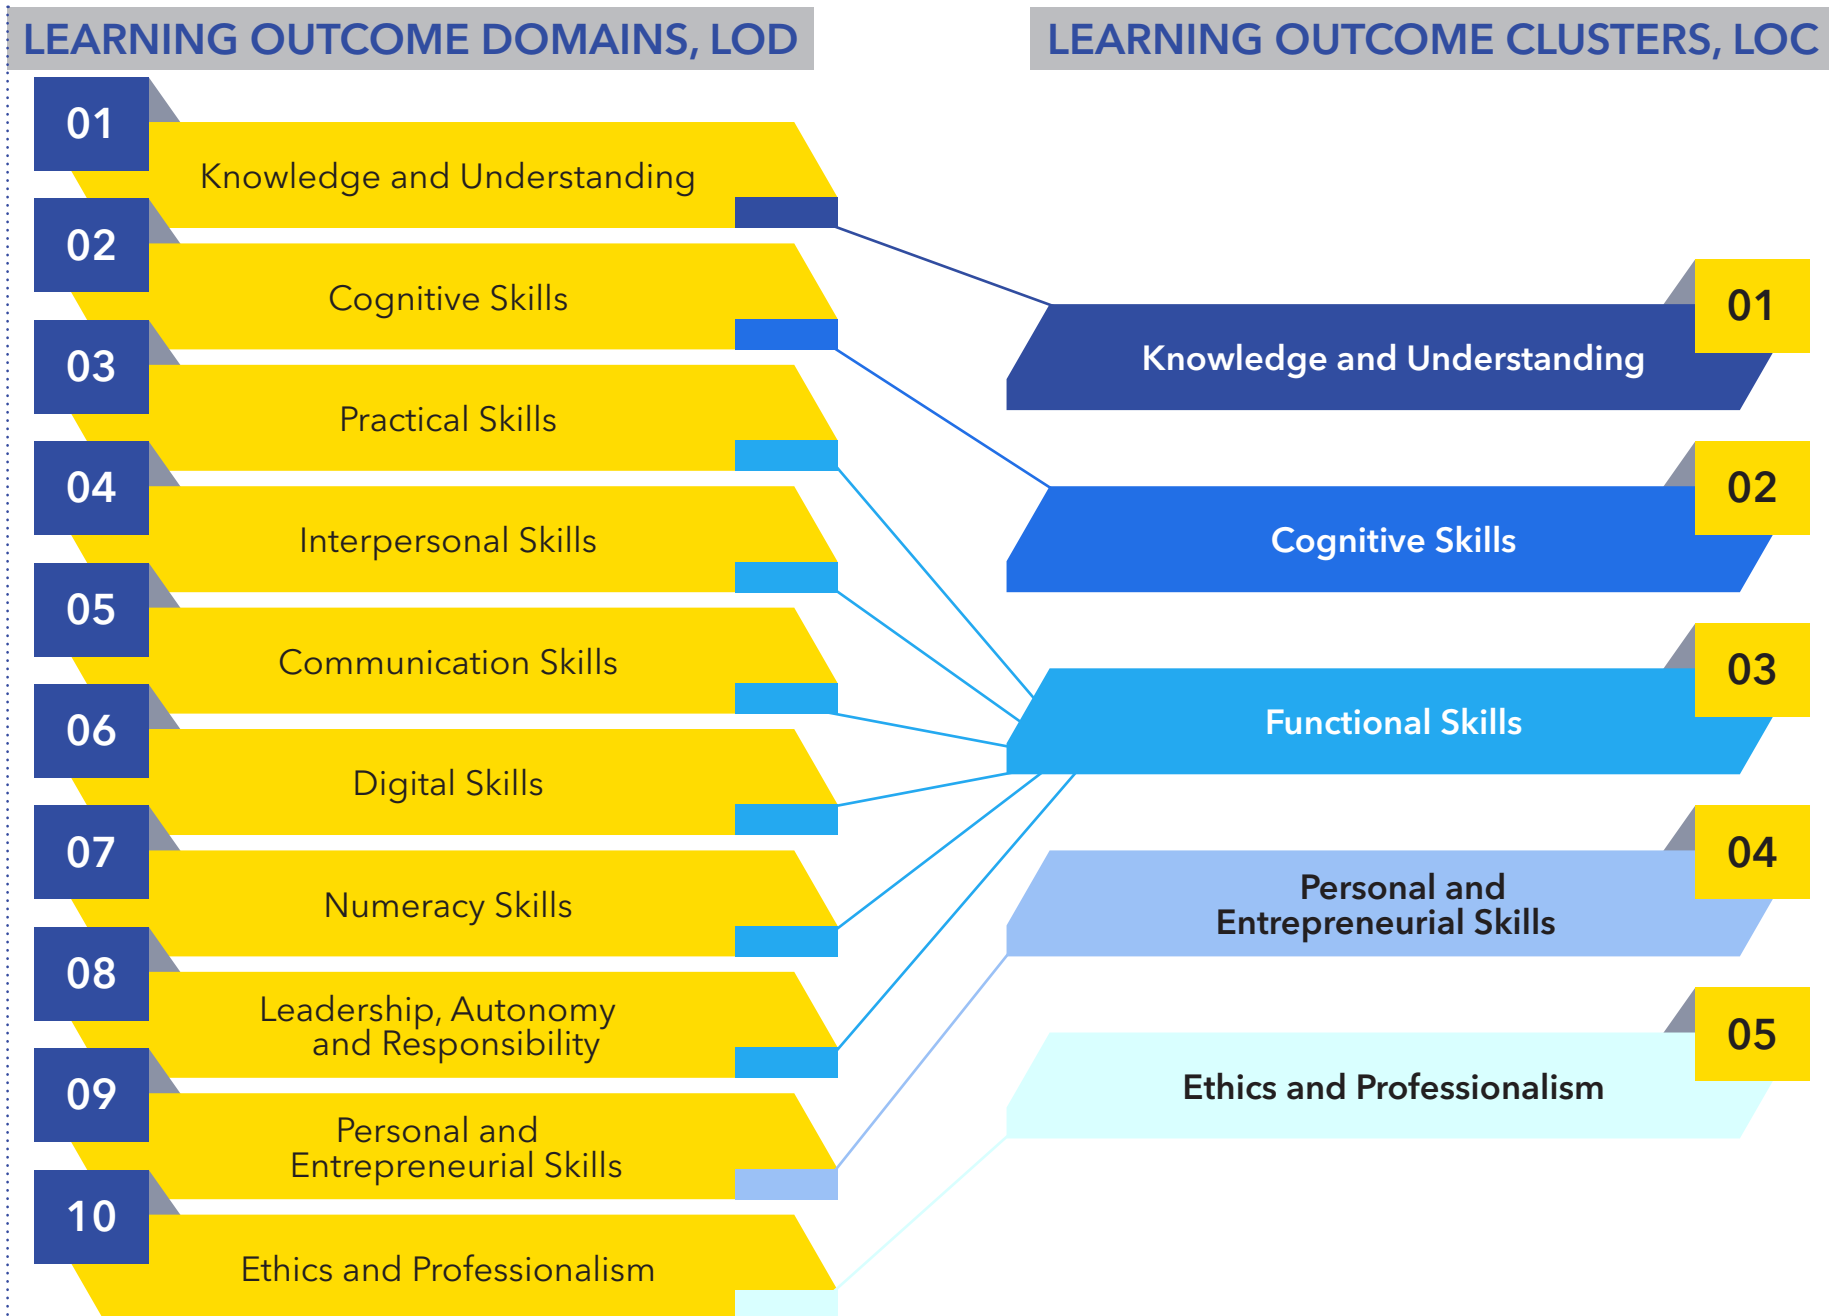 LEARNING OUTCOME DOMAINS, LOD
01
Knowledge and Understanding
02
Cognitive Skills
03
Practical Skills
04
Interpersonal Skills
05
Communication Skills
06
Digital Skills
07
Numeracy Skills
08
Leadership, Autonomy
and Responsibility
09
Personal and
Entrepreneurial Skills
10
Ethics and Professionalism
LEARNING OUTCOME CLUSTERS, LOC
01
Knowledge and Understanding
02
Cognitive Skills
03
Functional Skills
04
Personal and
Entrepreneurial Skills
05
Ethics and Professionalism